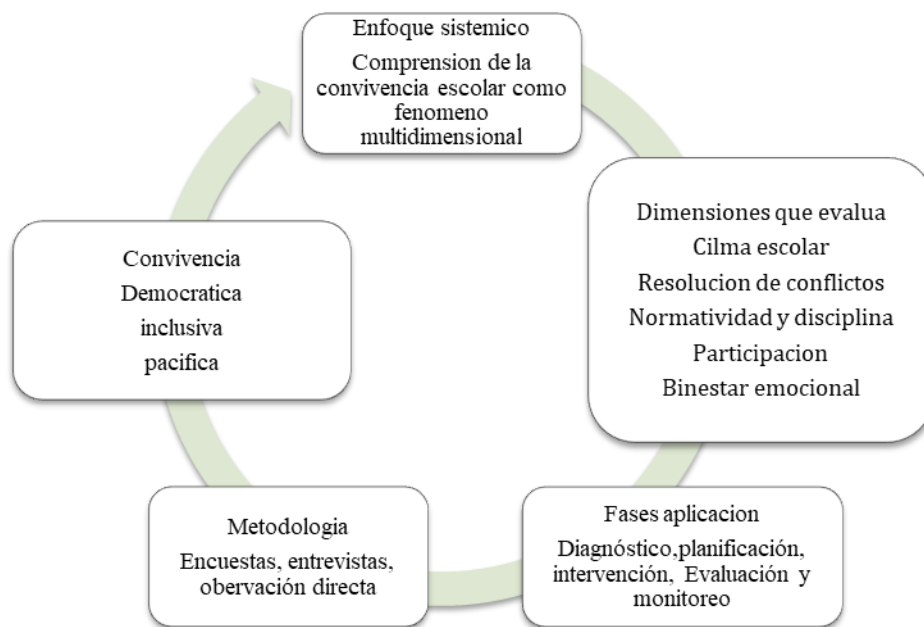 Enfoque sistemico
Comprension de la
convivencia escolar como
fenomeno
multidimensional
Dimensiones que evalua
Cilma escolar
Resolucion de conflictos
Normatividad y disciplina
Participacion
Binestar emocional
Fases aplicacion
Diagnóstico,planificación,
intervención, Evaluación y
monitoreo
Metodologia
Encuestas, entrevistas,
obervación directa
Convivencia
Democratica
inclusiva
pacifica